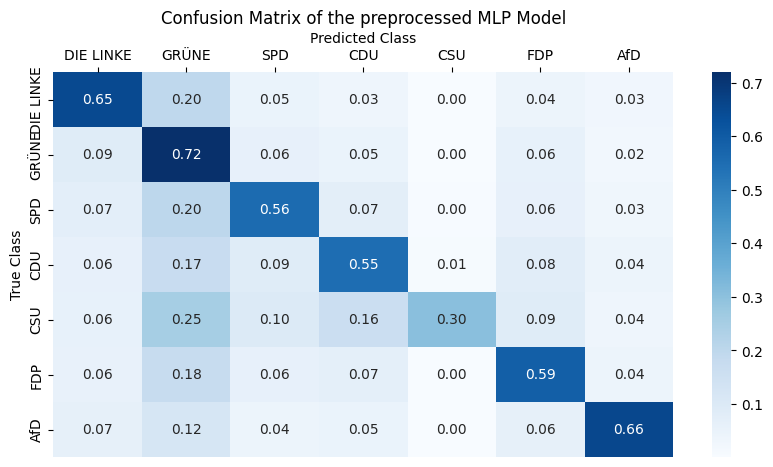 Confusion Matrix of the preprocessed MLP Model
Predicted Class
DIE LINKE GRÜNE SPD CDU CSU FDP AfD
DIE LINKE 0.65 0.20 0.05 0.03 0.00 0.04 0.03
GRÜNE 0.09 0.72 0.06 0.05 0.00 0.06 0.02
SPD 0.07 0.20 0.56 0.07 0.00 0.06 0.03
CDU 0.06 0.17 0.09 0.55 0.01 0.08 0.04
CSU 0.06 0.25 0.10 0.16 0.30 0.09 0.04
FDP 0.06 0.18 0.06 0.07 0.00 0.59 0.04
AfD 0.07 0.12 0.04 0.05 0.00 0.06 0.66
True Class
0.7
0.6
0.5
0.4
0.3
0.2
0.1